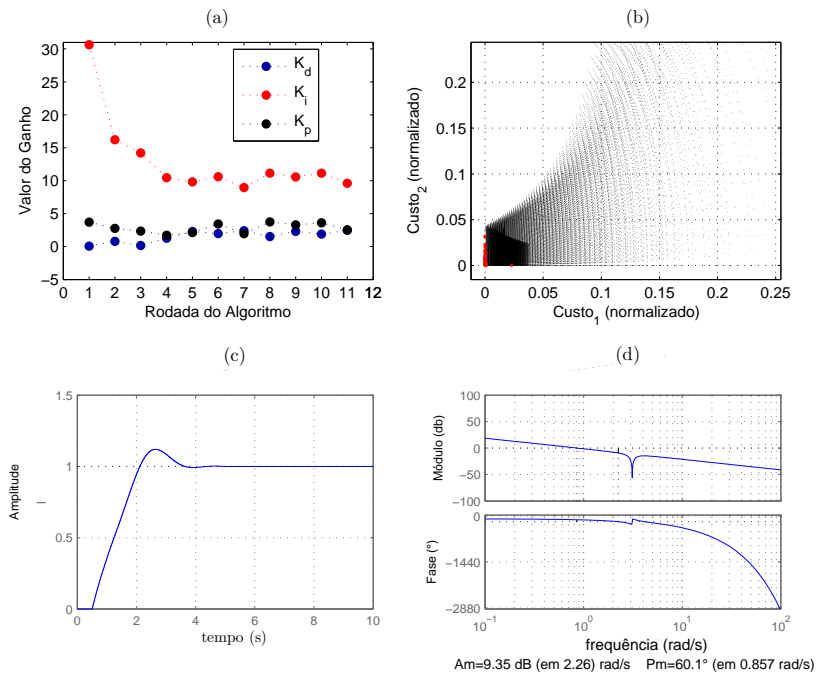 (a)
30
25
20
15
10
5
0
−5
Valor do Ganho
K_d
K_i
K_p
0 1 2 3 4 5 6 7 8 9 10 11 12
Rodada do Algoritmo
(b)
0.2
0.15
0.1
0.05
0
Custo_2 (normalizado)
0 0.05 0.1 0.15 0.2 0.25
Custo_1 (normalizado)
(c)
1.5
1
0.5
0
Amplitude
0 2 4 6 8 10
tempo (s)
(d)
100
50
0
−50
−100
Módulo (db)
0
−1440
−2880
Fase (°)
10^−1 10^0 10^1 10^2
frequência (rad/s)
Am=9.35 dB (em 2.26) rad/s Pm=60.1° (em 0.857 rad/s)